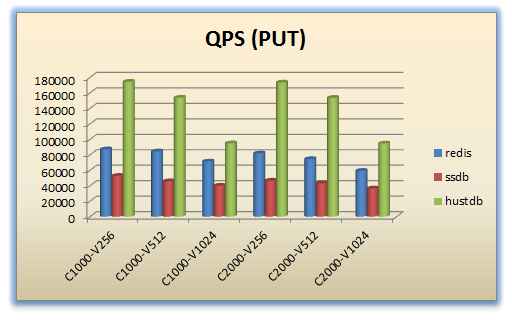 QPS (PUT)
180000
160000
140000
120000
100000
80000
60000
40000
20000
0
C1000-V256
C1000-V512
C1000-V1024
C2000-V256
C2000-V512
C2000-V1024
redis
ssdb
hustdb